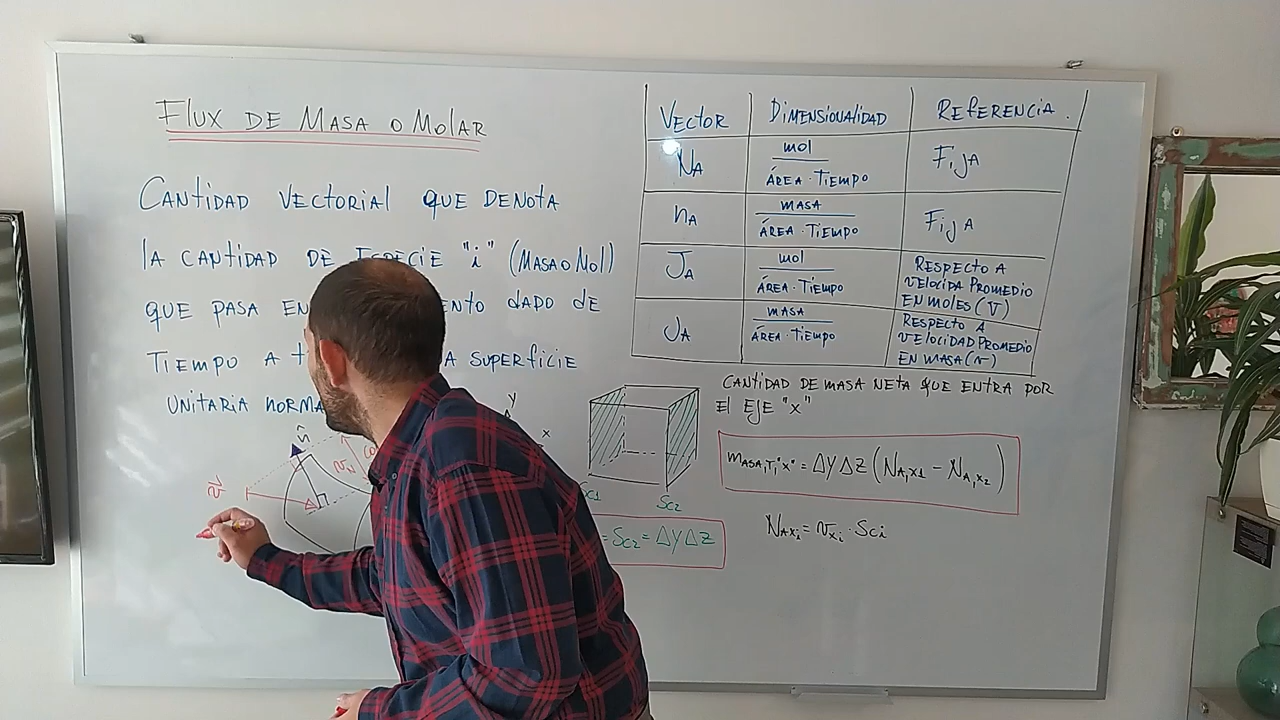 FLUX DE MASA O MOLAR
CANTIDAD VECTORIAL QUE DENOTA
LA CANTIDAD DE ESPECIE "i" (MASA O MOl)
QUE PASA EN DADO DE
TIEMPO A SUPERFICIE
UNITARIA
n̂
v⃗
y
x
VECTOR DIMENSIONALIDAD REFERENCIA.
NA mol / ÁREA · TIEMPO FIJA
nA MASA / ÁREA · TIEMPO FIJA
JA mol / ÁREA · TIEMPO RESPECTO A
VELOCIDA PROMEDIO
EN MOLES (V)
JA MASA / ÁREA · TIEMPO RESPECTO A
VELOCIDAD PROMEDIO
EN MASA (v)
CANTIDAD DE MASA NETA QUE ENTRA POR
El EJE "X"
SC2
= SC2 = ΔYΔZ
MASA,T,"x" = ΔYΔZ (NA,X1 − NA,X2)
NAxi = vxi · SCi